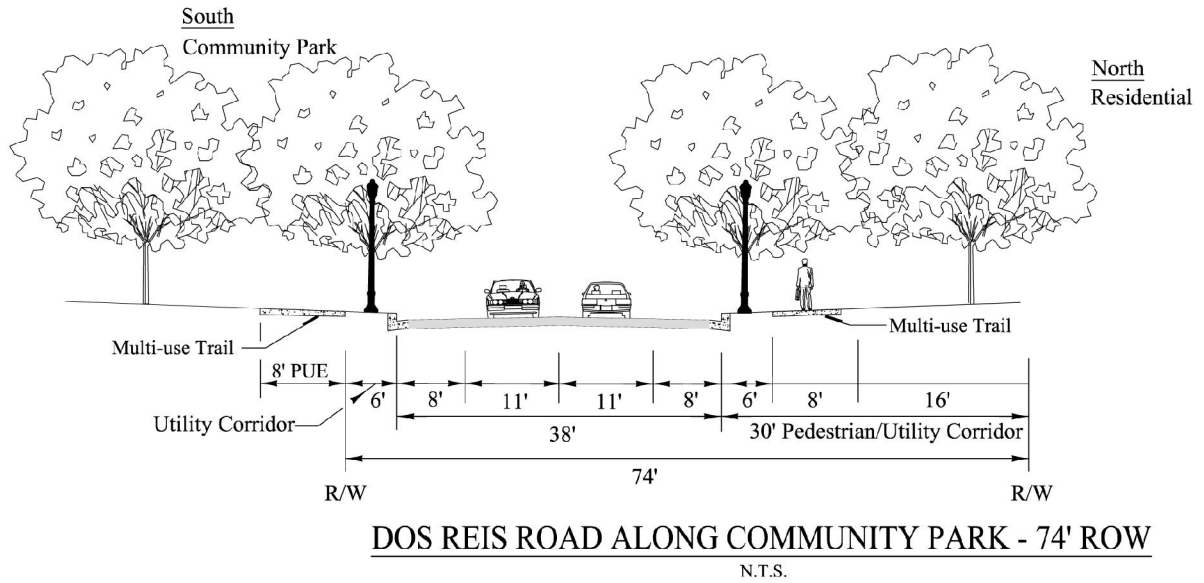 South
Community Park
North
Residential
Multi-use Trail
Multi-use Trail
8' PUE
6'
8'
11'
11'
8'
6'
8'
16'
Utility Corridor
38'
30' Pedestrian/Utility Corridor
74'
R/W
R/W
DOS REIS ROAD ALONG COMMUNITY PARK - 74' ROW
N.T.S.